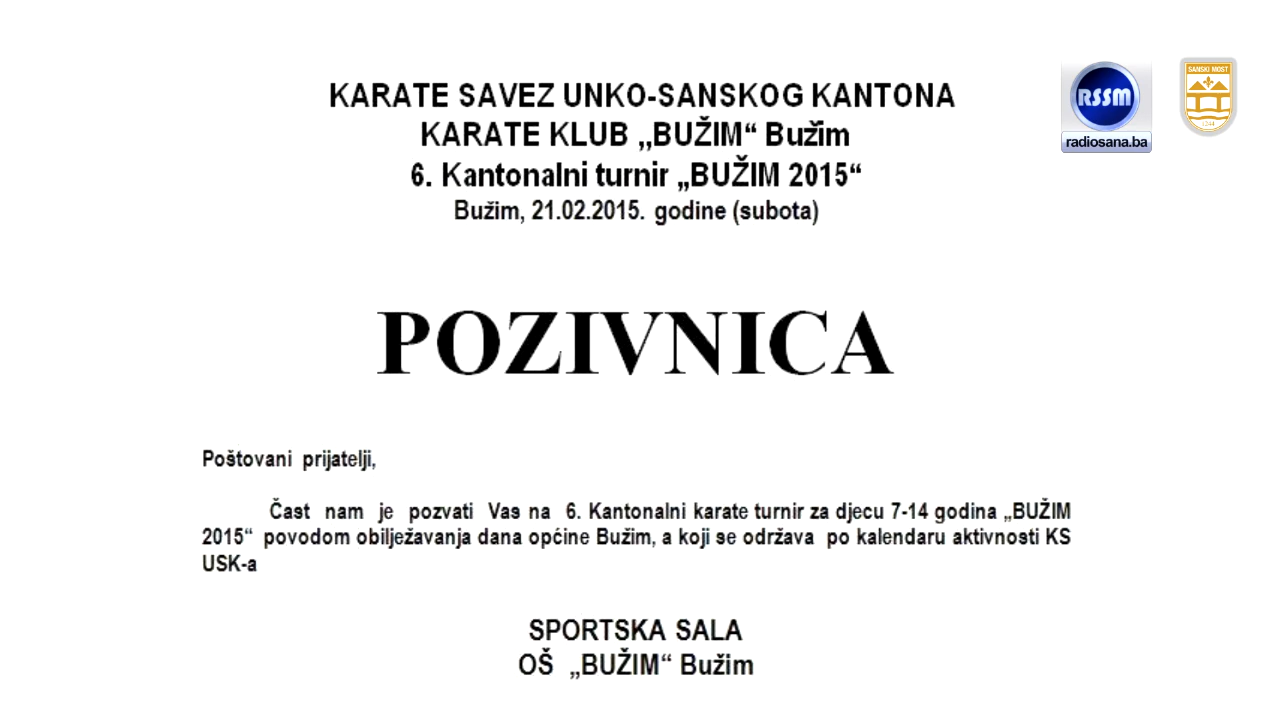 KARATE SAVEZ UNKO-SANSKOG KANTONA
KARATE KLUB „BUŽIM“ Bužim
6. Kantonalni turnir „BUŽIM 2015“
Bužim, 21.02.2015. godine (subota)
RSSM
radiosana.ba
SANSKI MOST
1244
POZIVNICA
Poštovani prijatelji,
Čast nam je pozvati Vas na 6. Kantonalni karate turnir za djecu 7-14 godina „BUŽIM
2015“ povodom obilježavanja dana općine Bužim, a koji se održava po kalendaru aktivnosti KS
USK-a
SPORTSKA SALA
OŠ „BUŽIM“ Bužim